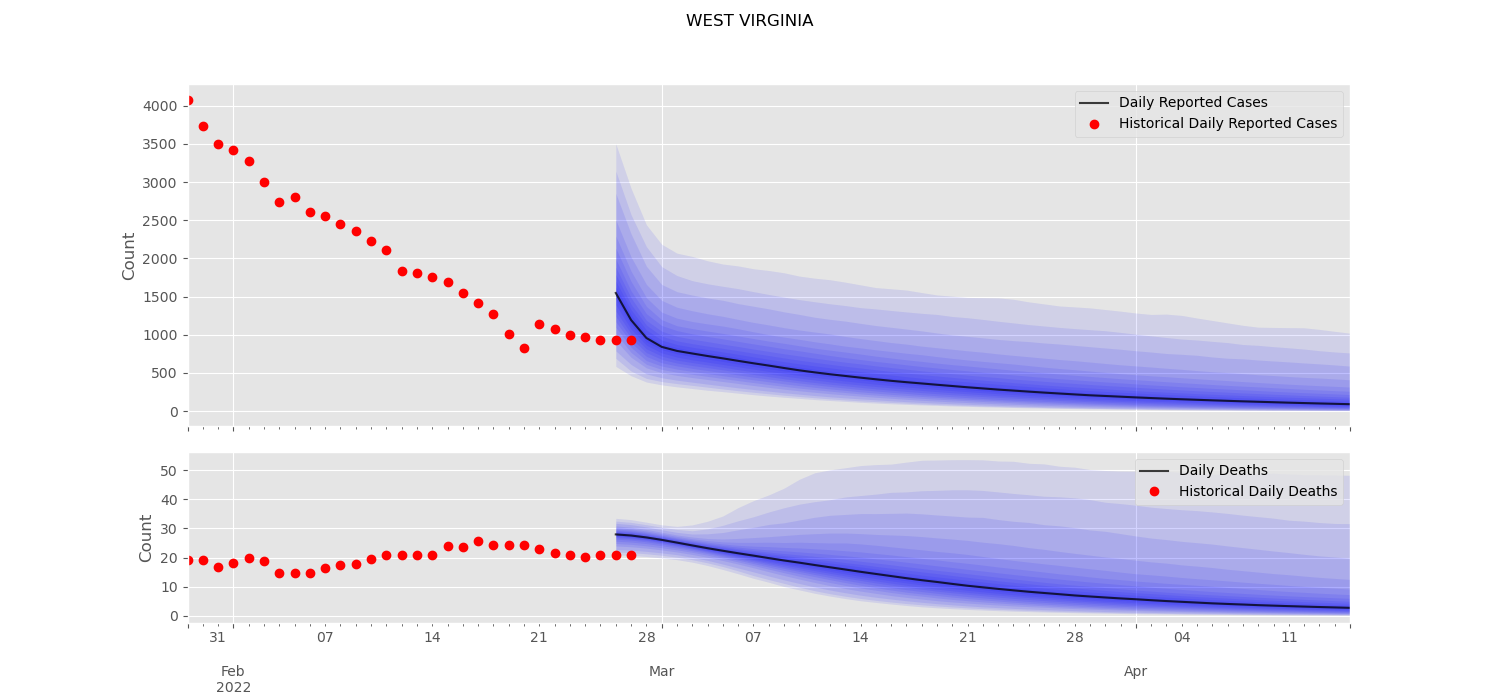 WEST VIRGINIA
Count
4000
3500
3000
2500
2000
1500
1000
500
0
Daily Reported Cases
Historical Daily Reported Cases
Count
50
40
30
20
10
0
Daily Deaths
Historical Daily Deaths
31 07 14 21 28 07 14 21 28 04 11
Feb Mar Apr
2022